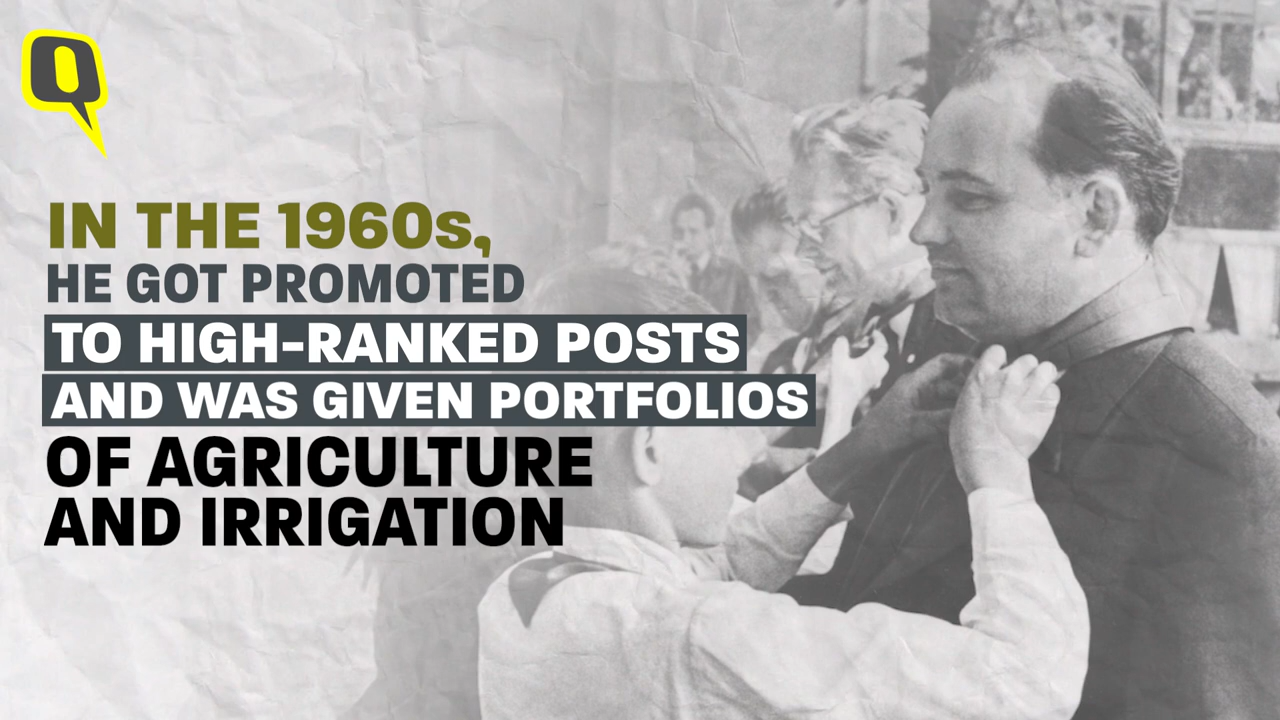 Q
IN THE 1960s,
HE GOT PROMOTED
TO HIGH-RANKED POSTS
AND WAS GIVEN PORTFOLIOS
OF AGRICULTURE
AND IRRIGATION